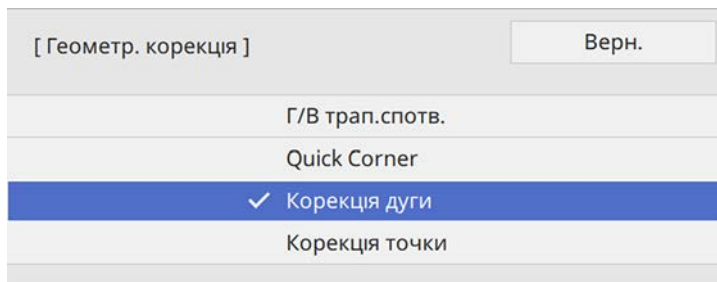 [ Геометр. корекція ]
Верн.
Г/В трап.спотв.
Quick Corner
Корекція дуги
Корекція точки